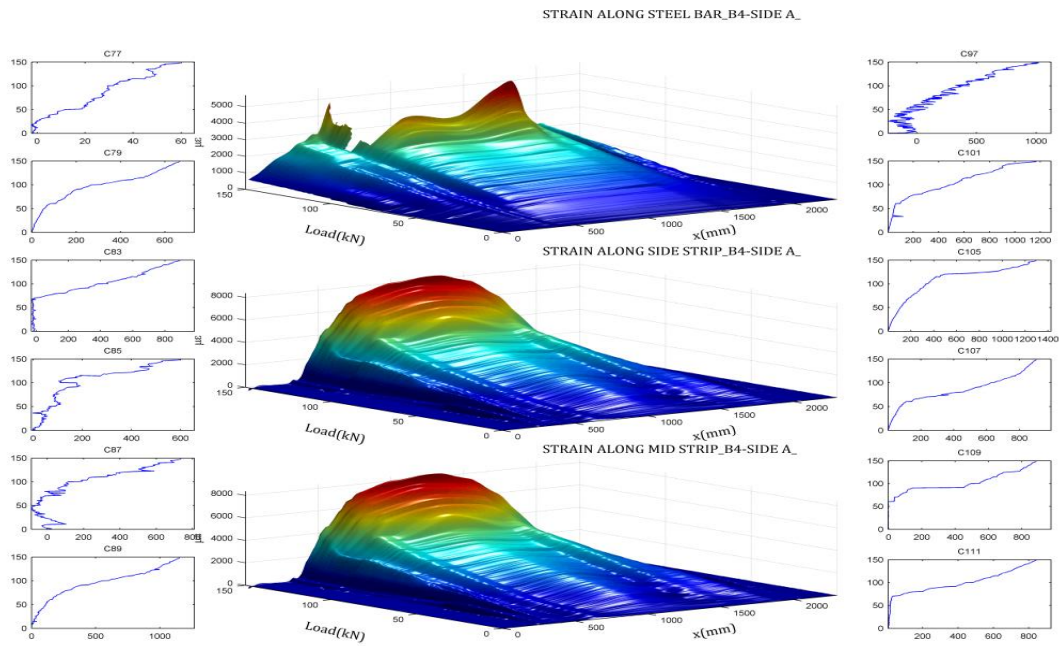 STRAIN ALONG STEEL BAR_B4-SIDE A_
C77
150
100
50
0
0 20 40 60
µε
C79
150
100
50
0
0 200 400 600
C83
150
100
50
0
0 200 400 600 800
µε
C85
150
100
50
0
0 200 400 600
C87
150
100
50
0
0 200 400 600 800
µε
C89
150
100
50
0
0 500 1000
5000
4000
3000
2000
1000
0
150
100
50
0
Load(kN)
0
500
1000
1500
2000
x(mm)
STRAIN ALONG SIDE STRIP_B4-SIDE A_
8000
6000
4000
2000
0
150
100
50
0
Load(kN)
0
500
1000
1500
2000
x(mm)
STRAIN ALONG MID STRIP_B4-SIDE A_
8000
6000
4000
2000
0
150
100
50
0
Load(kN)
0
500
1000
1500
2000
x(mm)
C97
150
100
50
0
0 500 1000
C101
150
100
50
0
200 400 600 800 1000 1200
C105
150
100
50
0
0 200 400 600 800 1000 1200 1400
C107
150
100
50
0
0 200 400 600 800
C109
150
100
50
0
0 200 400 600 800
C111
150
100
50
0
200 400 600 800